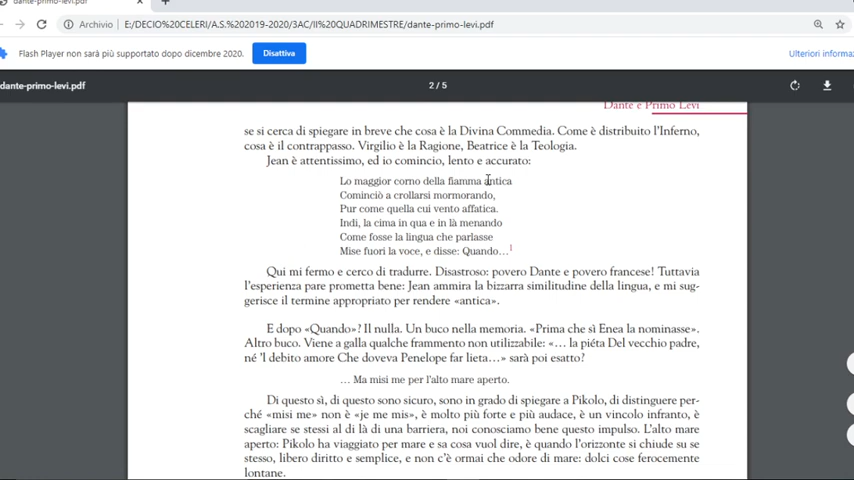 dante-primo-levi.pdf
Archivio | E:/DECIO%20CELERI/A.S.%202019-2020/3AC/II%20QUADRIMESTRE/dante-primo-levi.pdf
Flash Player non sarà più supportato dopo dicembre 2020. Disattiva Ulteriori informa
dante-primo-levi.pdf 2 / 5
Dante e Primo Levi
se si cerca di spiegare in breve che cosa è la Divina Commedia. Come è distribuito l'Inferno,
cosa è il contrappasso. Virgilio è la Ragione, Beatrice è la Teologia.
Jean è attentissimo, ed io comincio, lento e accurato:
Lo maggior corno della fiamma antica
Cominciò a crollarsi mormorando,
Pur come quella cui vento affatica.
Indi, la cima in qua e in là menando
Come fosse la lingua che parlasse
Mise fuori la voce, e disse: Quando…1
Qui mi fermo e cerco di tradurre. Disastroso: povero Dante e povero francese! Tuttavia
l'esperienza pare prometta bene: Jean ammira la bizzarra similitudine della lingua, e mi sug-
gerisce il termine appropriato per rendere «antica».
E dopo «Quando»? Il nulla. Un buco nella memoria. «Prima che sì Enea la nominasse».
Altro buco. Viene a galla qualche frammento non utilizzabile: «… la piéta Del vecchio padre,
né 'l debito amore Che doveva Penelope far lieta…» sarà poi esatto?
… Ma misi me per l'alto mare aperto.
Di questo sì, di questo sono sicuro, sono in grado di spiegare a Pikolo, di distinguere per-
ché «misi me» non è «je me mis», è molto più forte e più audace, è un vincolo infranto, è
scagliare se stessi al di là di una barriera, noi conosciamo bene questo impulso. L'alto mare
aperto: Pikolo ha viaggiato per mare e sa cosa vuol dire, è quando l'orizzonte si chiude su se
stesso, libero diritto e semplice, e non c'è ormai che odore di mare: dolci cose ferocemente
lontane.